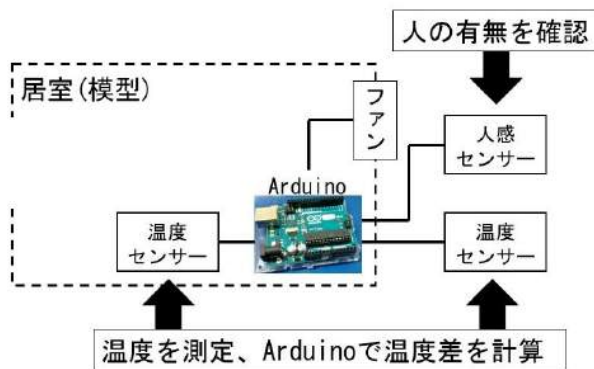 人の有無を確認
居室(模型)
ファン
人感
センサー
Arduino
温度
センサー
温度
センサー
温度を測定、Arduinoで温度差を計算